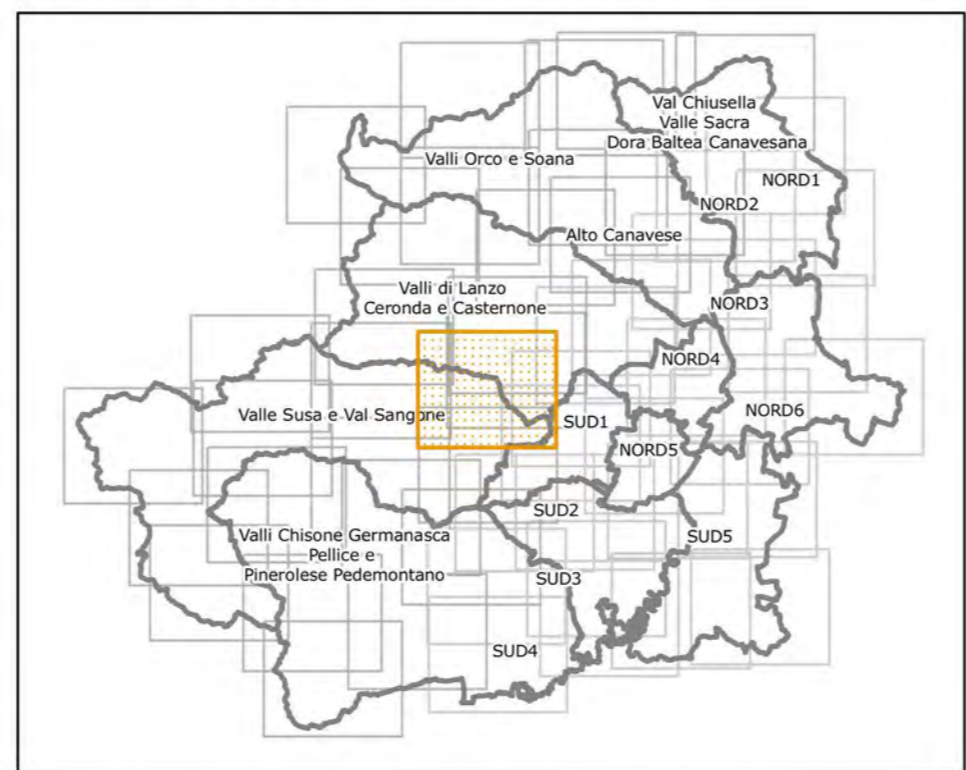 Val Chiusella
Valle Sacra
Dora Baltea Canavesana
Valli Orco e Soana
NORD1
NORD2
Alto Canavese
Valli di Lanzo
Ceronda e Casternone
NORD3
NORD4
Valle Susa e Val Sangone
SUD1
NORD6
NORD5
SUD2
Valli Chisone Germanasca
Pellice e
Pinerolese Pedemontano
SUD5
SUD3
SUD4